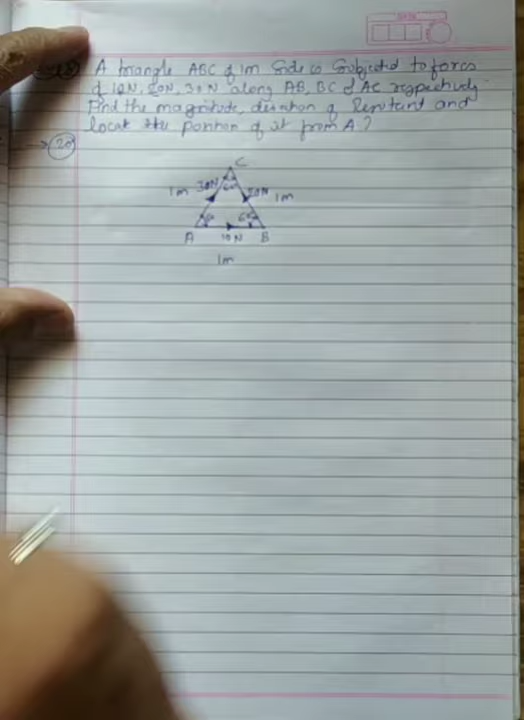 A triangle ABC of 1m Side is Subjected to forces
of 10N, 20N, 30N along AB, BC & AC respectively
Find the magnitude, direction of Resultant and
locate the position of it from A?
C
1m 30N 60 20N 1m
60
A 10N B
1m